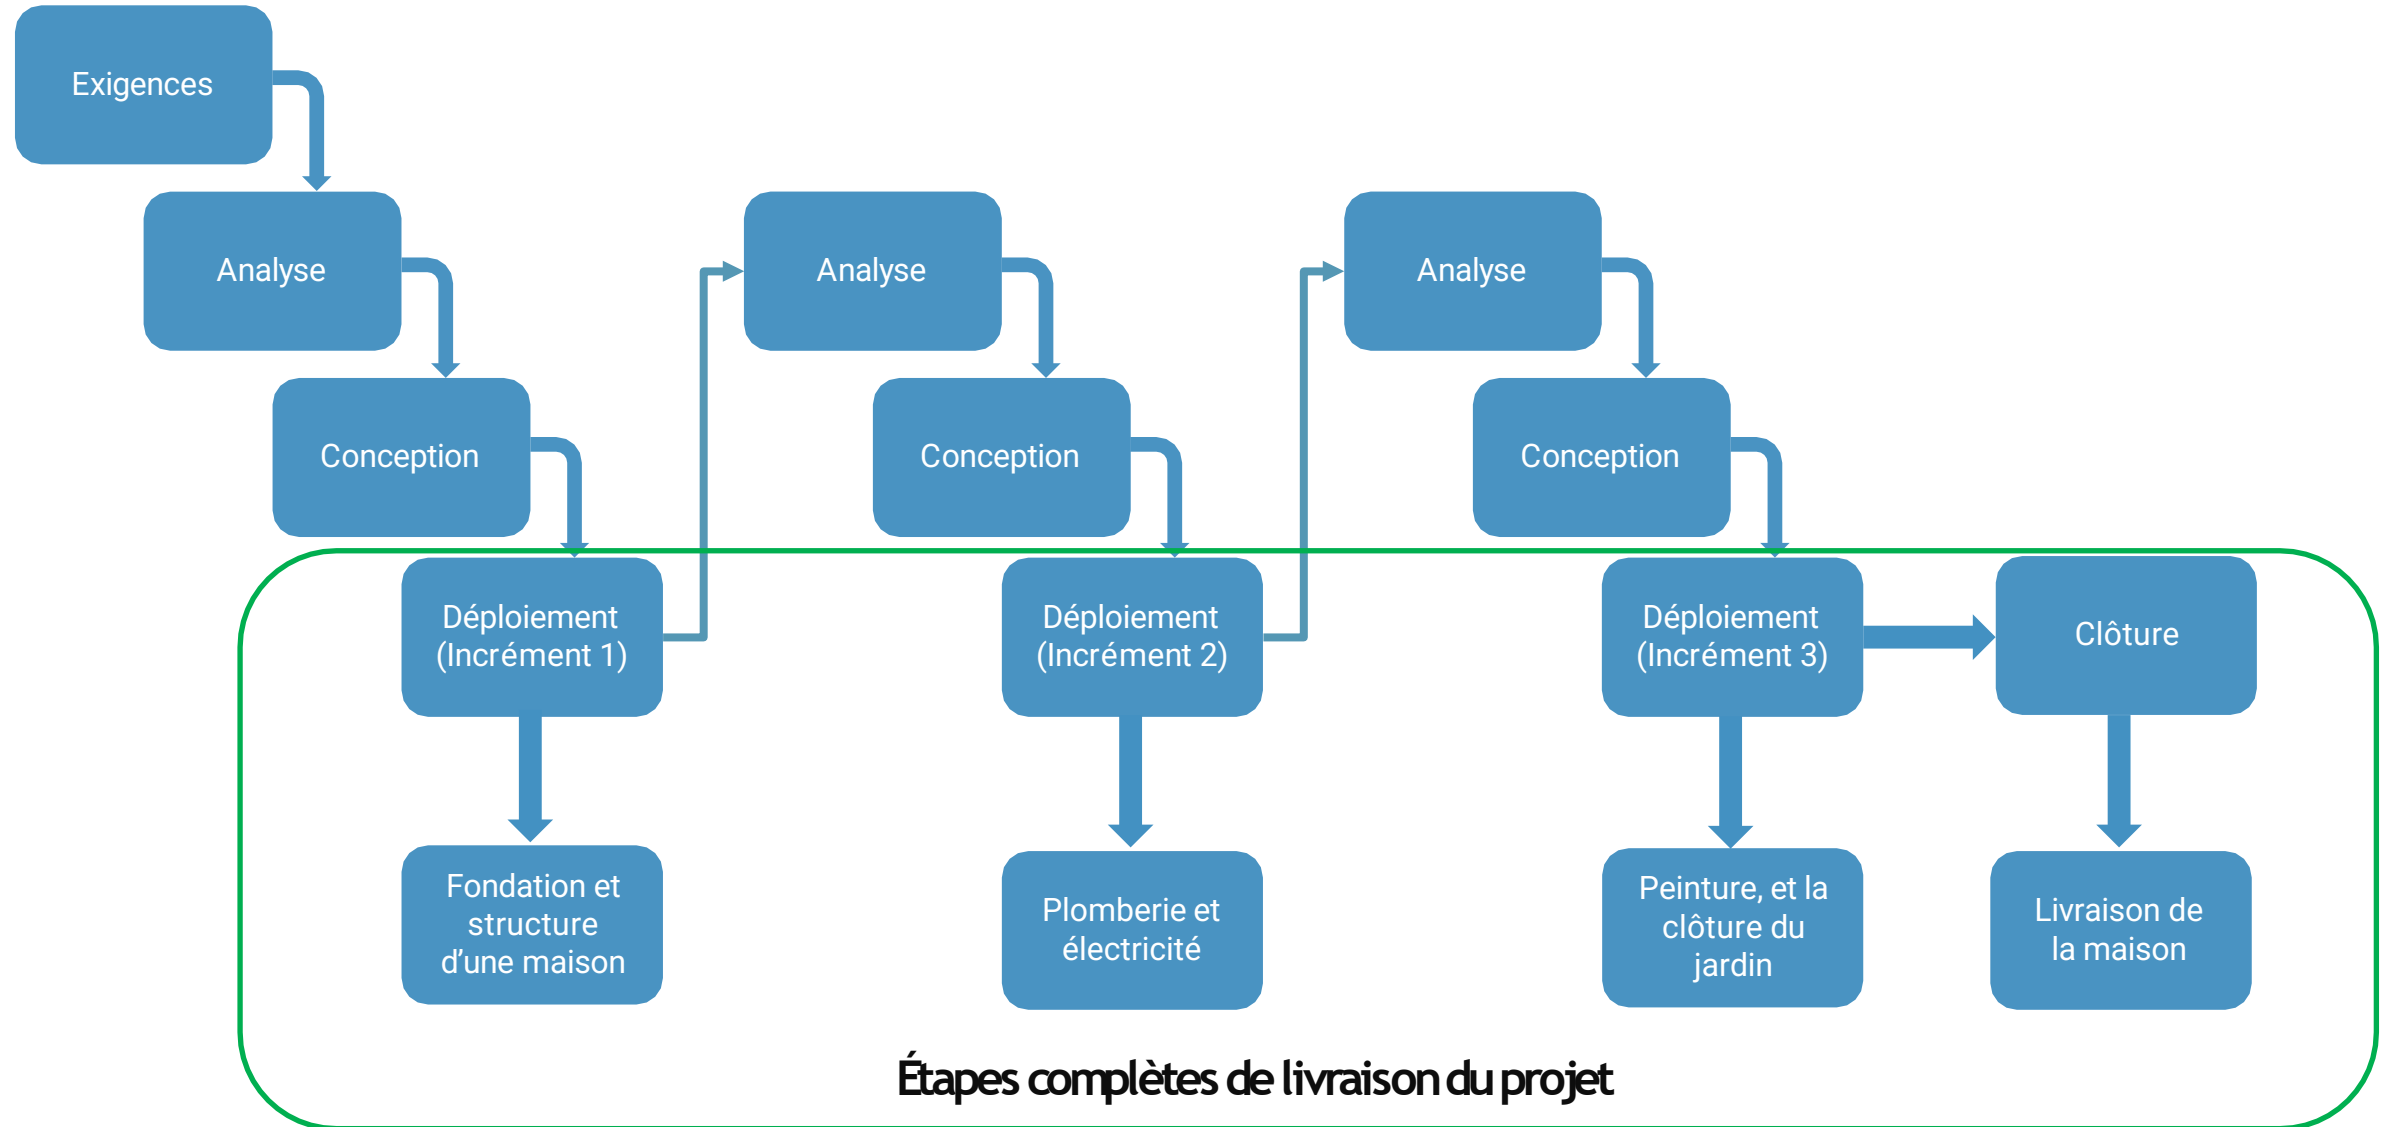 Exigences
Analyse
Analyse
Analyse
Conception
Conception
Conception
Déploiement
(Incrément 1)
Déploiement
(Incrément 2)
Déploiement
(Incrément 3)
Clôture
Fondation et
structure
d’une maison
Plomberie et
électricité
Peinture, et la
clôture du
jardin
Livraison de
la maison
Étapes complètes de livraison du projet